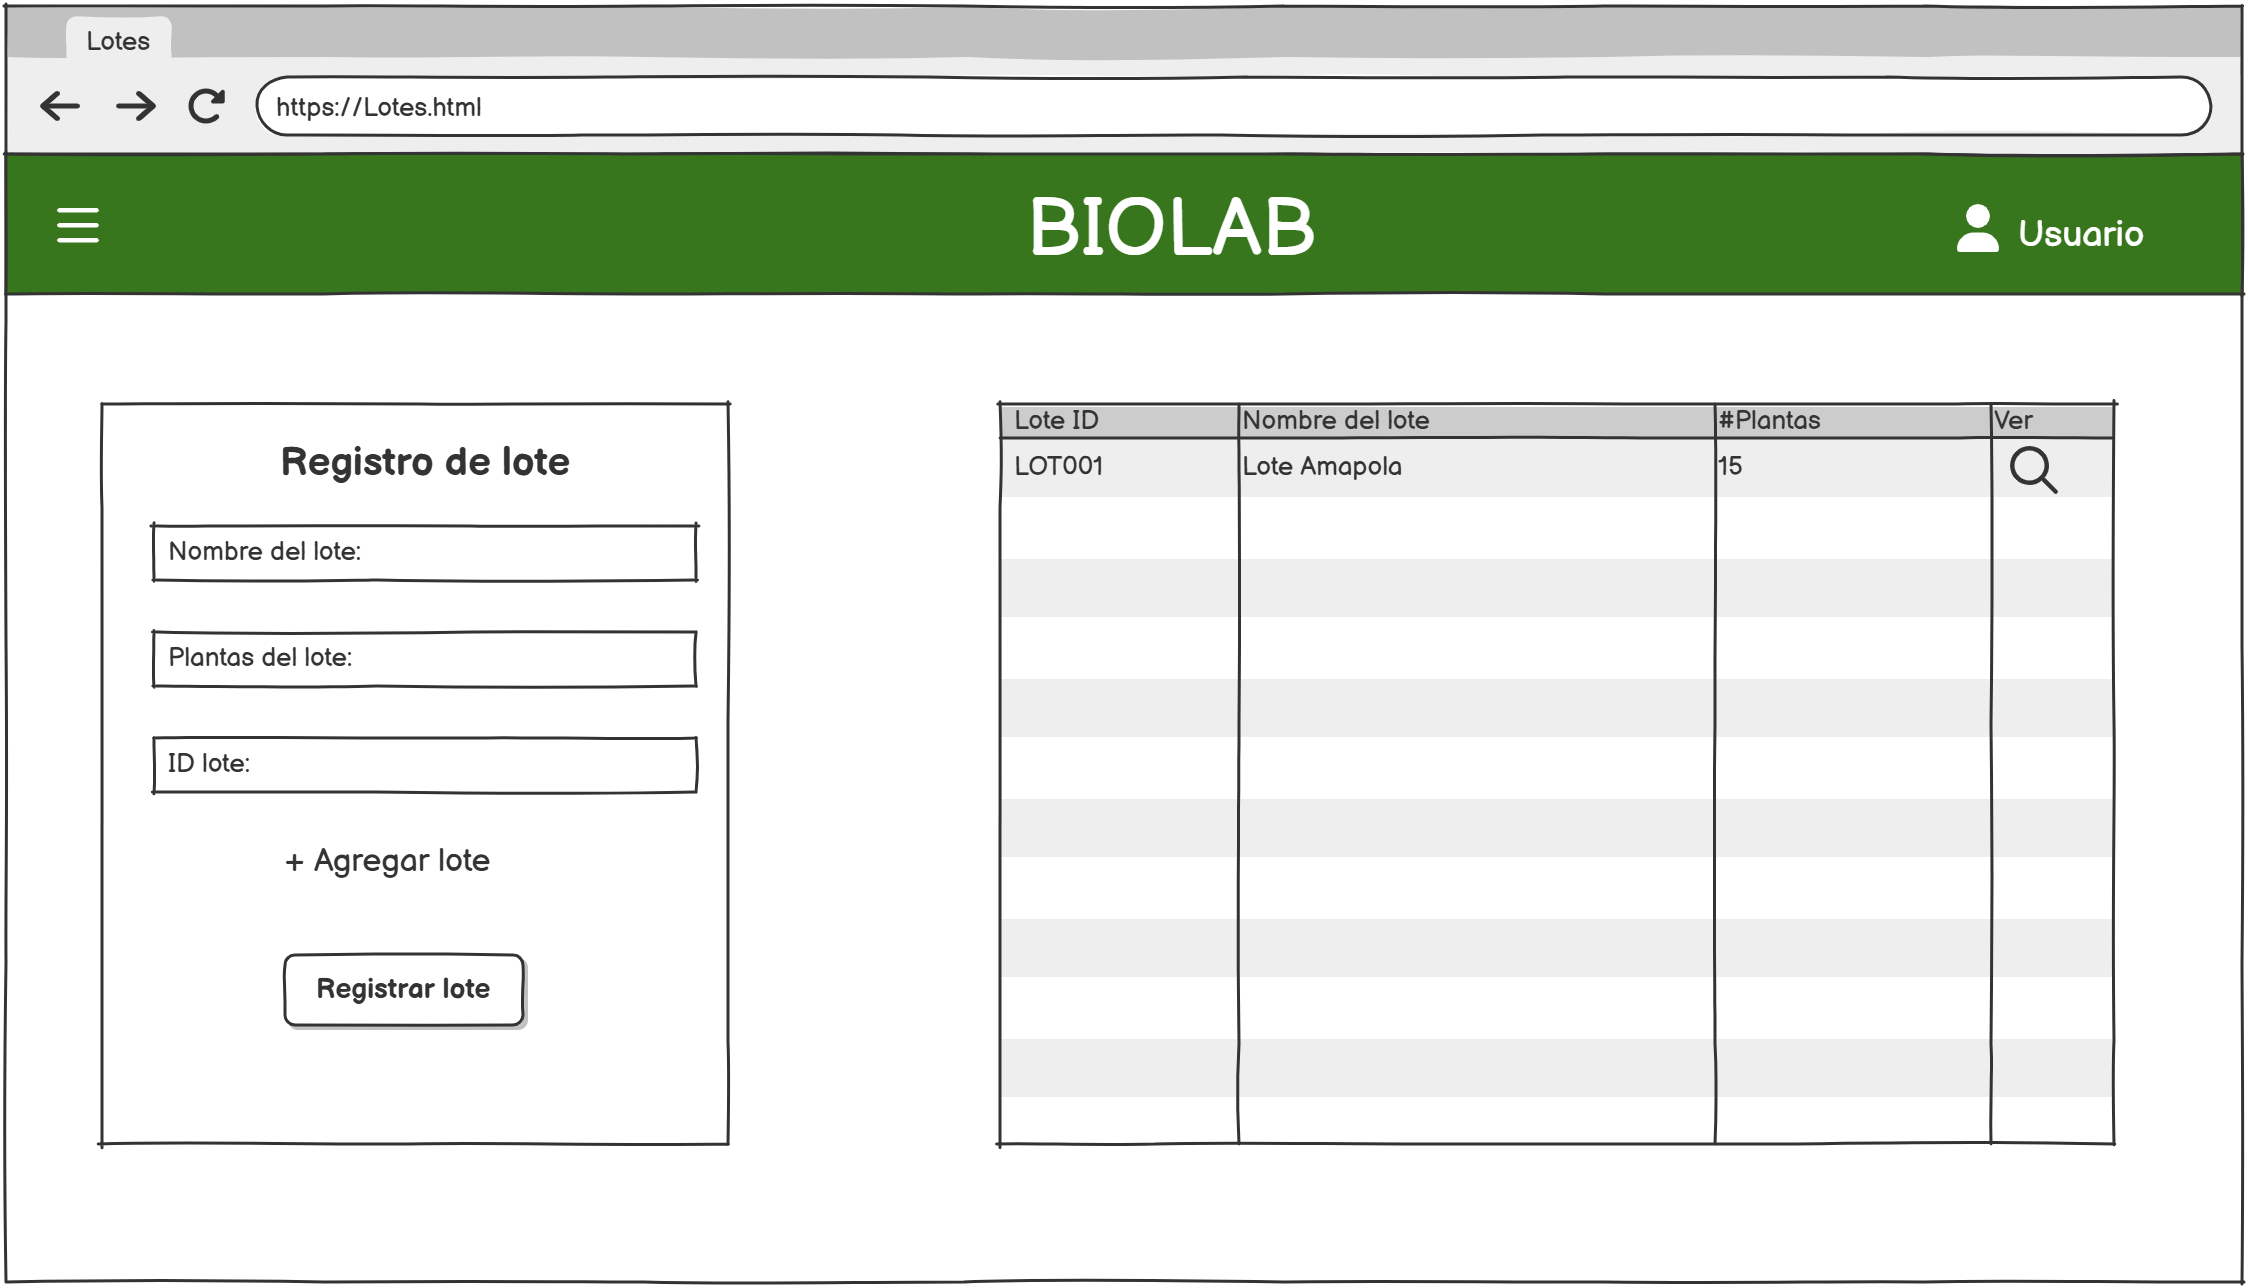 Lotes
https://Lotes.html
BIOLAB
Usuario
Registro de lote
Nombre del lote:
Plantas del lote:
ID lote:
+ Agregar lote
Registrar lote
Lote ID Nombre del lote #Plantas Ver
LOT001 Lote Amapola 15